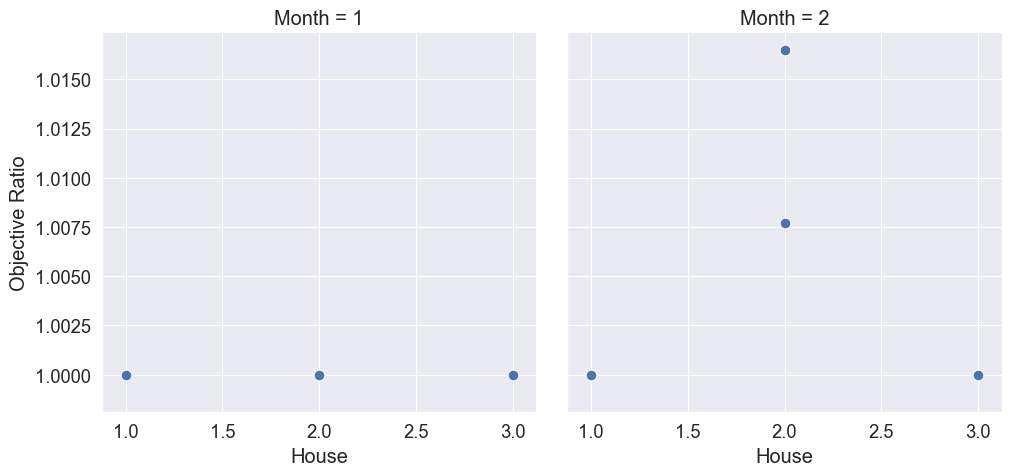 Month = 1
Month = 2
Objective Ratio
1.0150
1.0125
1.0100
1.0075
1.0050
1.0025
1.0000
1.0 1.5 2.0 2.5 3.0
1.0 1.5 2.0 2.5 3.0
House
House